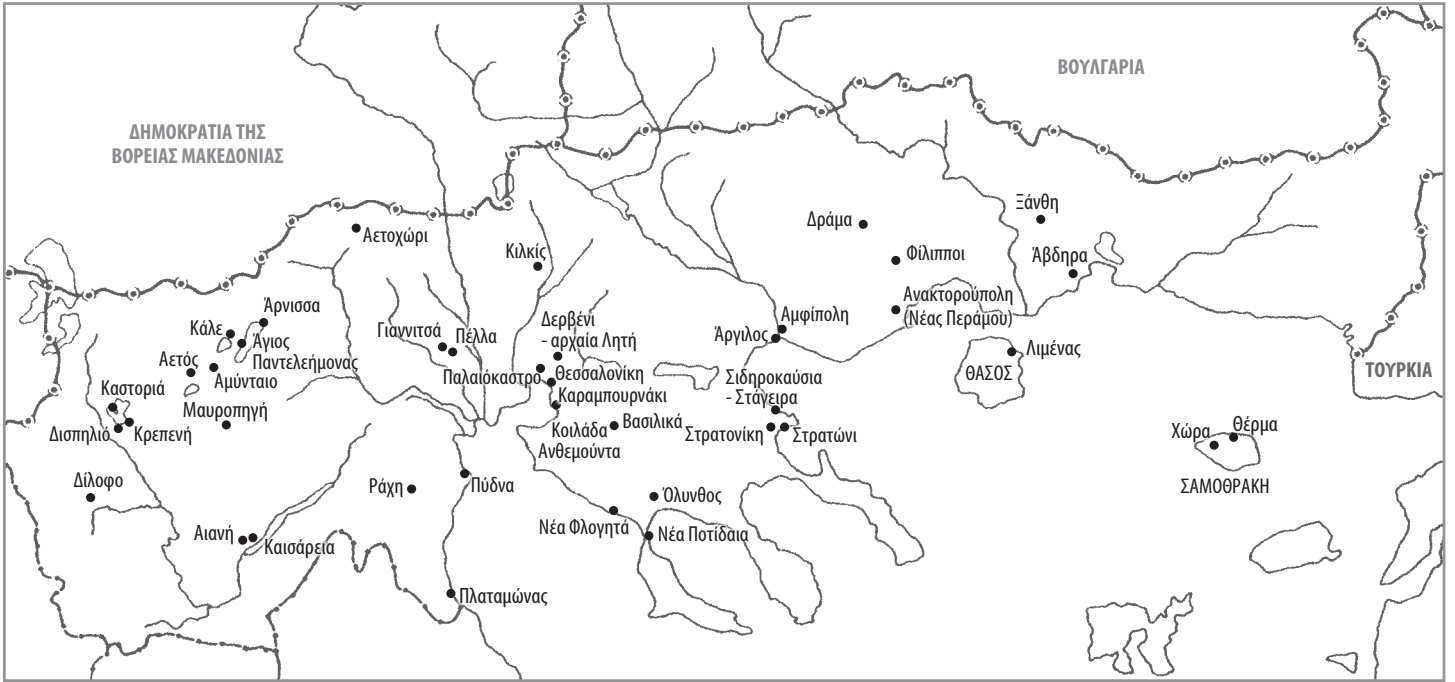 ΒΟΥΛΓΑΡΙΑ
ΔΗΜΟΚΡΑΤΙΑ ΤΗΣ
ΒΟΡΕΙΑΣ ΜΑΚΕΔΟΝΙΑΣ
Αετοχώρι
Κιλκίς
Δράμα
Ξάνθη
Φίλιπποι
Άβδηρα
Ανακτορούπολη
(Νέας Περάμου)
Άρνισσα
Κάλε
Άγιος
Παντελεήμονας
Αετός
Αμύνταιο
Γιαννιτσά
Πέλλα
Δερβένι
- αρχαία Λητή
Παλαιόκαστρο
Θεσσαλονίκη
Καραμπουρνάκι
Αμφίπολη
Άργιλος
Λιμένας
ΘΑΣΟΣ
ΤΟΥΡΚΙΑ
Καστοριά
Μαυροπηγή
Δισπηλιό
Κρεπενή
Σιδηροκαύσια
- Στάγειρα
Βασιλικά
Κοιλάδα
Ανθεμούντα
Στρατονίκη
Στρατώνι
Χώρα
Θέρμα
ΣΑΜΟΘΡΑΚΗ
Δίλοφο
Ράχη
Πύδνα
Όλυνθος
Νέα Φλογητά
Νέα Ποτίδαια
Αιανή
Καισάρεια
Πλαταμώνας